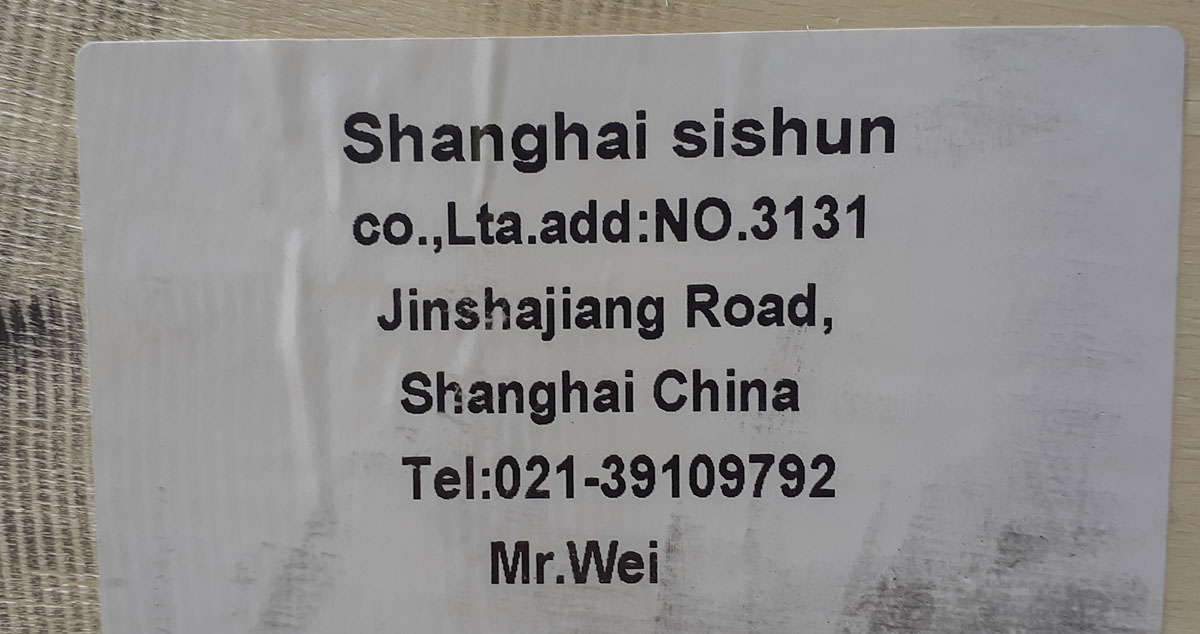 Shanghai sishun
co.,Lta.add:NO.3131
Jinshajiang Road,
Shanghai China
Tel:021-39109792
Mr.Wei